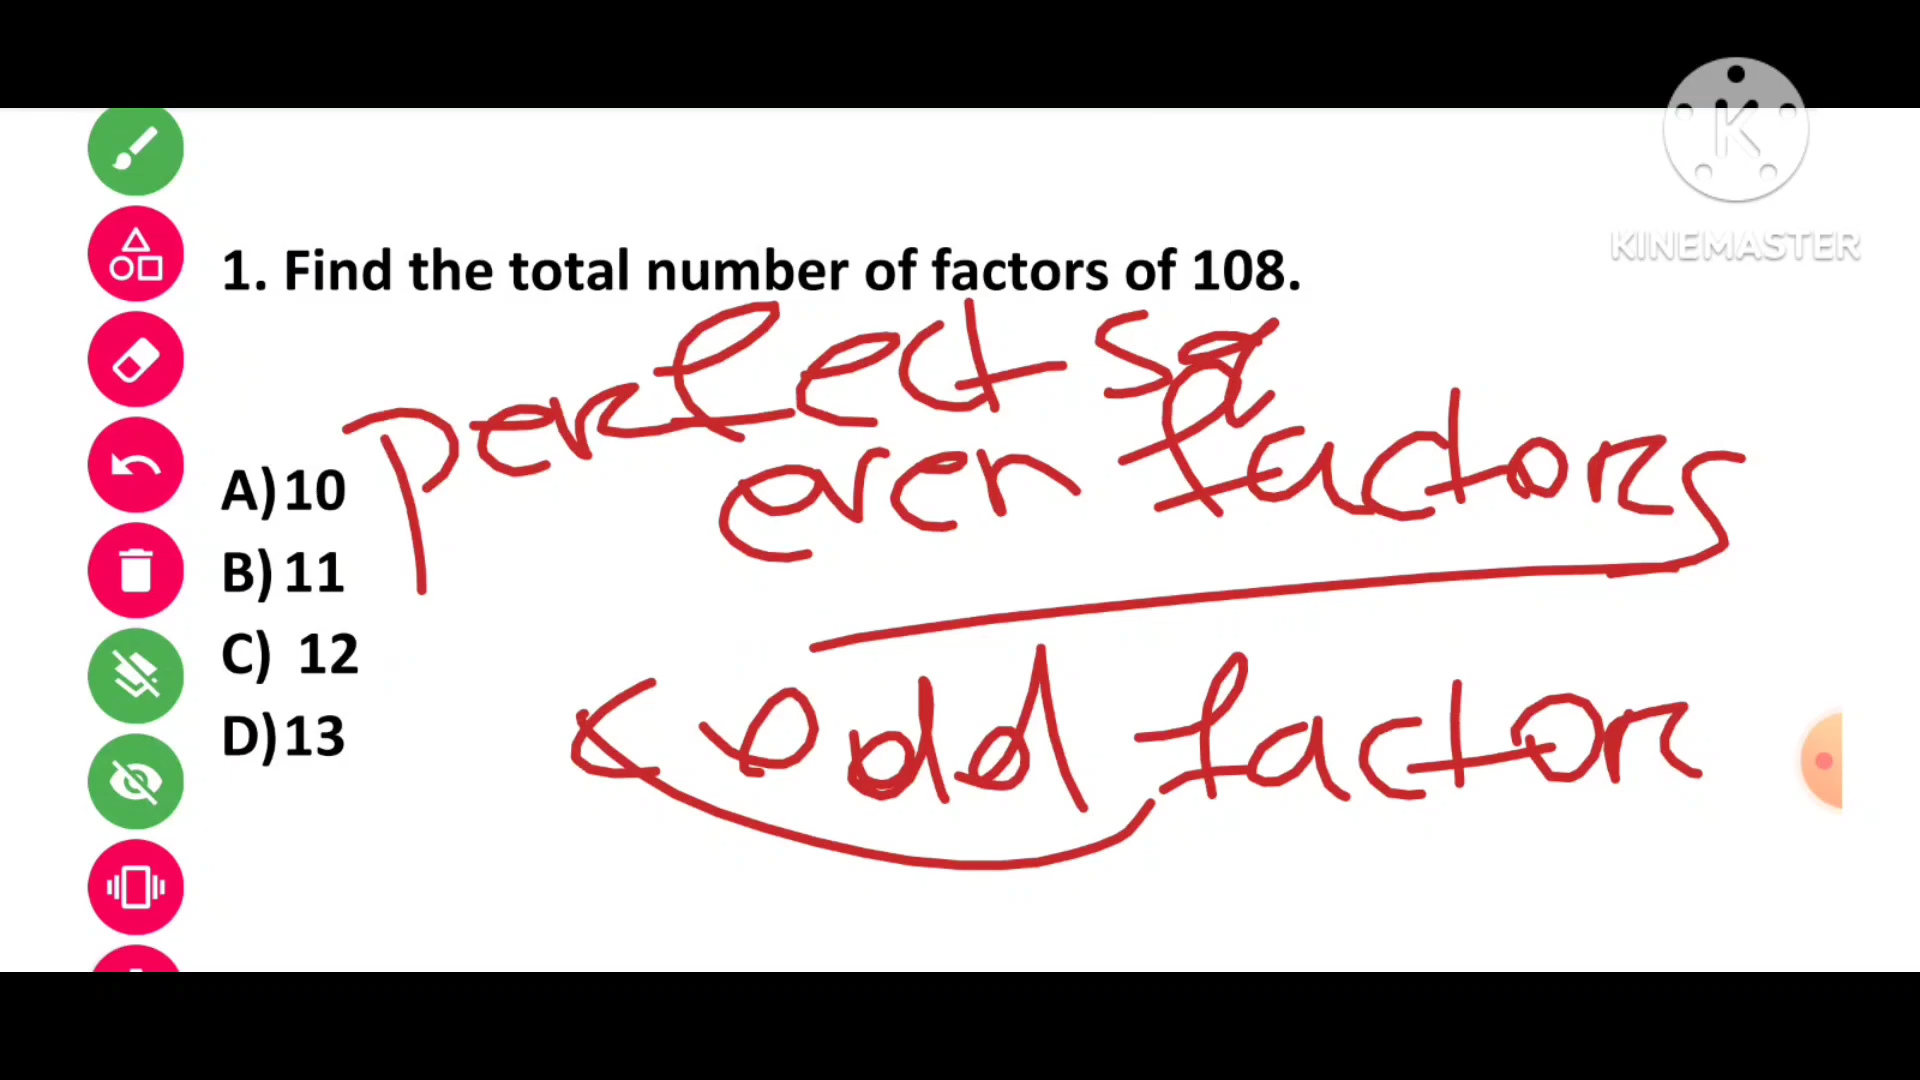 KINEMASTER
1. Find the total number of factors of 108.
perfect sq
even factors
A) 10
B) 11
C) 12
odd factor
D) 13